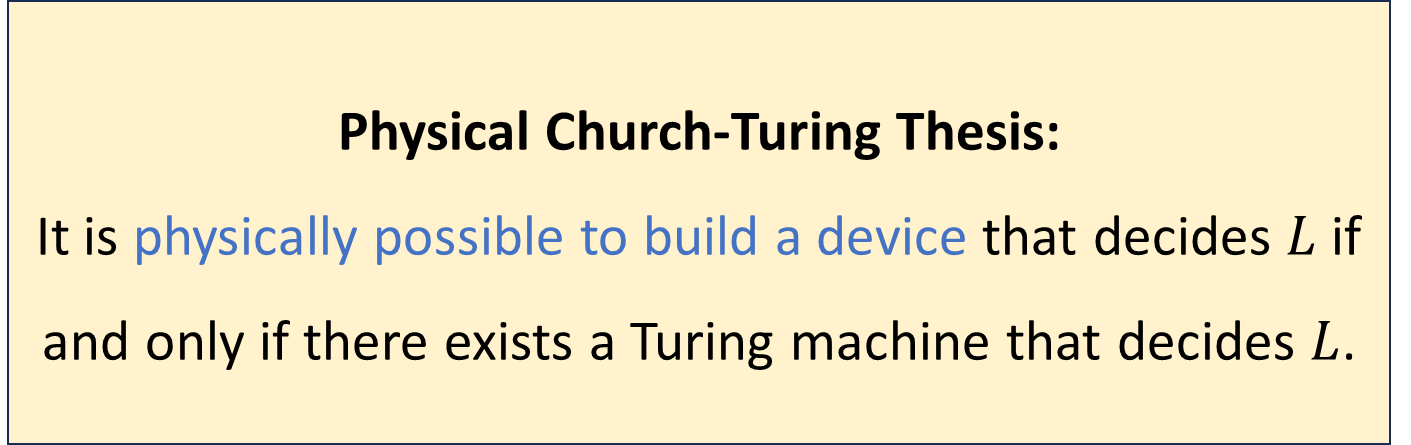 Physical Church-Turing Thesis:
It is physically possible to build a device that decides L if
and only if there exists a Turing machine that decides L.